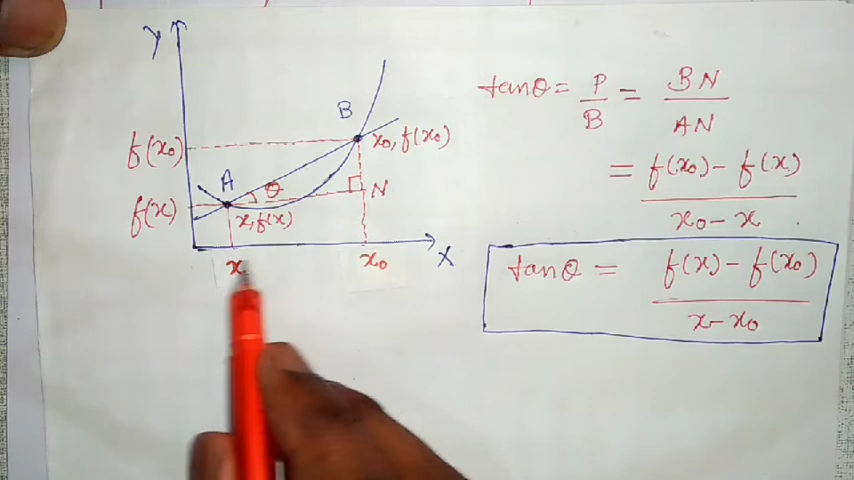 Y
B
f(x₀)
x₀, f(x₀)
A
θ
N
f(x)
x, f(x)
x
x₀
X
tanθ = P/B = BN/AN
= f(x₀) - f(x) / x₀ - x
tanθ = f(x) - f(x₀) / x - x₀